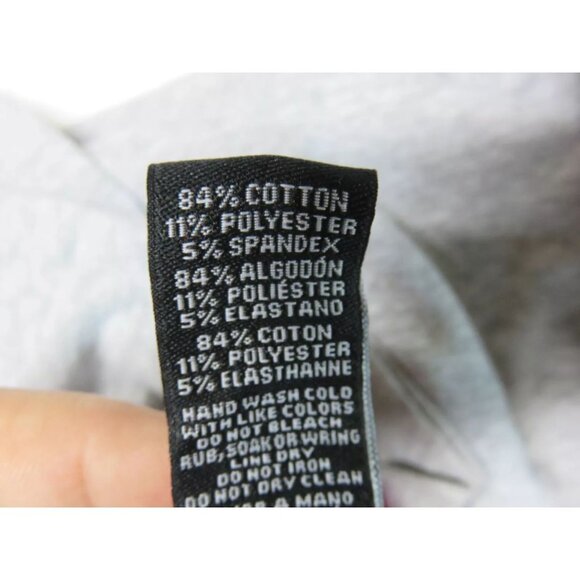 84% COTTON
11% POLYESTER
5% SPANDEX
84% ALGODÓN
11% POLIÉSTER
5% ELASTANO
84% COTON
11% POLYESTER
5% ELASTHANNE
HAND WASH COLD
WITH LIKE COLORS
DO NOT BLEACH
RUB, SOAK OR WRING
LINE DRY
DO NOT IRON
DO NOT DRY CLEAN
A MANO